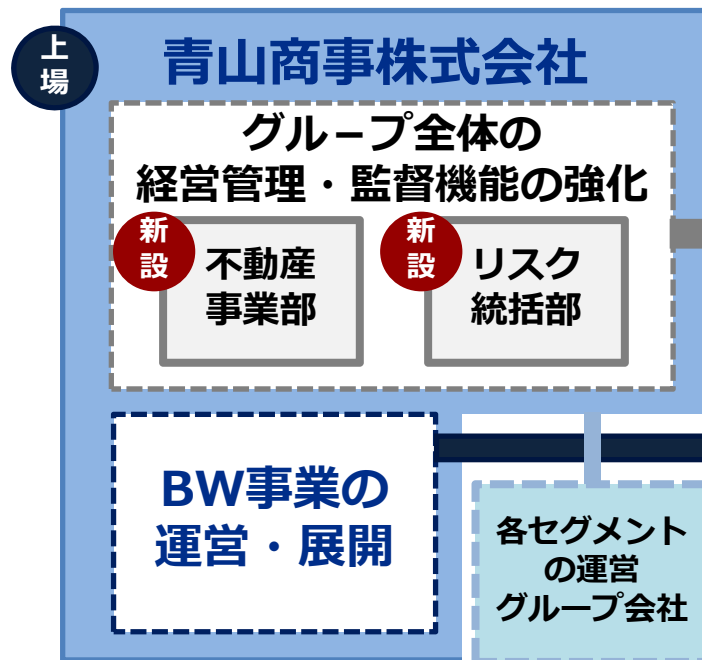 上
場
青山商事株式会社
グループ全体の
経営管理・監督機能の強化
新
設
不動産
事業部
新
設
リスク
統括部
BW事業の
運営・展開
各セグメント
の運営
グループ会社